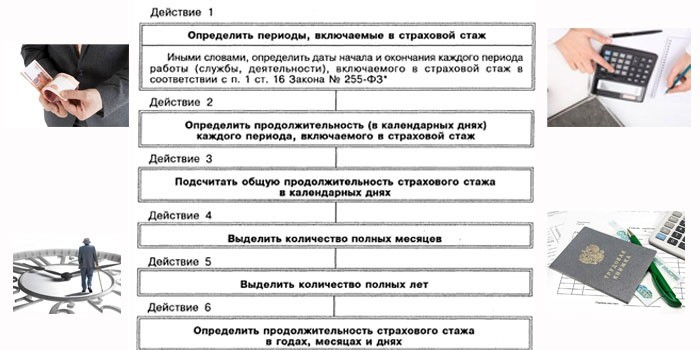 Действие 1
Определить периоды, включаемые в страховой стаж
Иными словами, определить даты начала и окончания каждого периода
работы (службы, деятельности), включаемого в страховой стаж в
соответствии с п. 1 ст. 16 Закона № 255-ФЗ*
Действие 2
Определить продолжительность (в календарных днях)
каждого периода, включаемого в страховой стаж
Действие 3
Подсчитать общую продолжительность страхового стажа
в календарных днях
Действие 4
Выделить количество полных месяцев
Действие 5
Выделить количество полных лет
Действие 6
Определить продолжительность страхового стажа
в годах, месяцах и днях
ТРУДОВАЯ
КНИЖКА